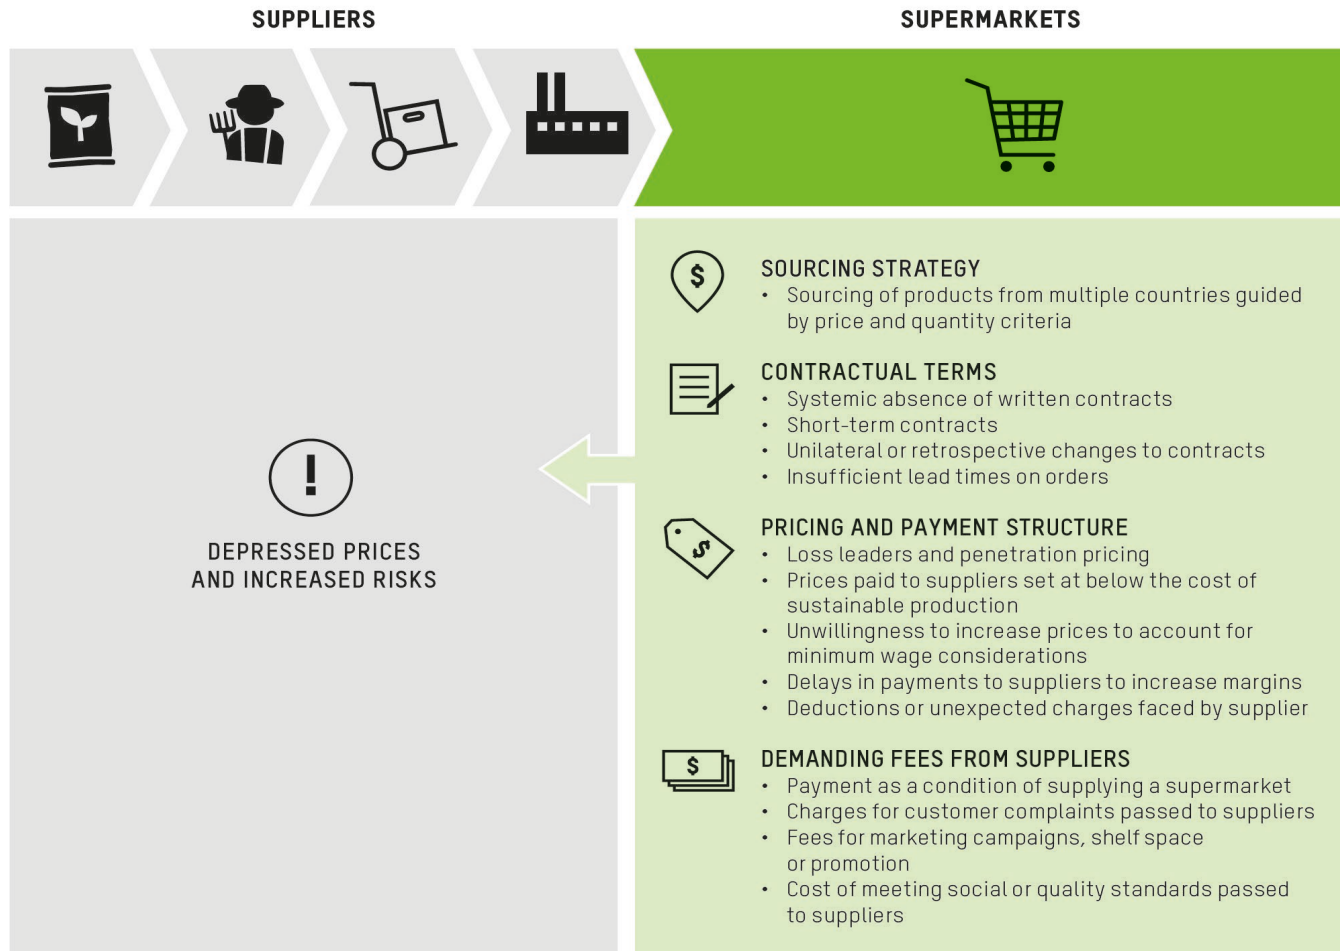 SUPPLIERS
SUPERMARKETS
DEPRESSED PRICES
AND INCREASED RISKS
$
SOURCING STRATEGY
• Sourcing of products from multiple countries guided
by price and quantity criteria
CONTRACTUAL TERMS
• Systemic absence of written contracts
• Short-term contracts
• Unilateral or retrospective changes to contracts
• Insufficient lead times on orders
$
PRICING AND PAYMENT STRUCTURE
• Loss leaders and penetration pricing
• Prices paid to suppliers set at below the cost of
sustainable production
• Unwillingness to increase prices to account for
minimum wage considerations
• Delays in payments to suppliers to increase margins
• Deductions or unexpected charges faced by supplier
$
DEMANDING FEES FROM SUPPLIERS
• Payment as a condition of supplying a supermarket
• Charges for customer complaints passed to suppliers
• Fees for marketing campaigns, shelf space
or promotion
• Cost of meeting social or quality standards passed
to suppliers